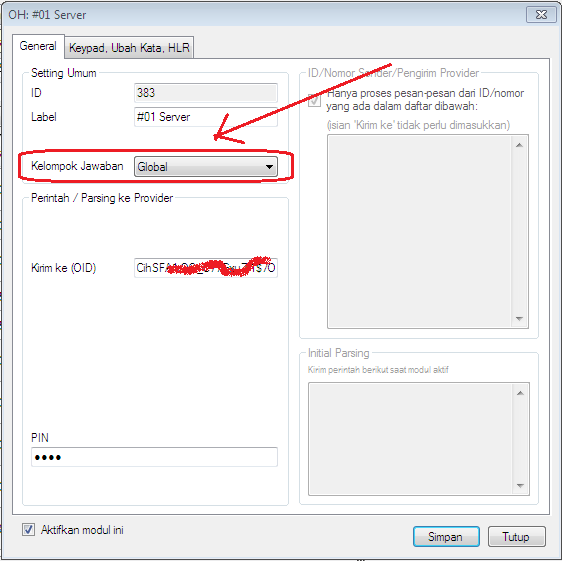 OH: #01 Server
General
Keypad, Ubah Kata, HLR
Setting Umum
ID
383
Label
#01 Server
Kelompok Jawaban
Global
Perintah / Parsing ke Provider
Kirim ke (OID)
PIN
●●●●
ID/Nomor Sender/Pengirim Provider
Hanya proses pesan-pesan dari ID/nomor
yang ada dalam daftar dibawah:
(isian 'Kirim ke' tidak perlu dimasukkan)
Initial Parsing
Kirim perintah berikut saat modul aktif
Aktifkan modul ini
Simpan
Tutup